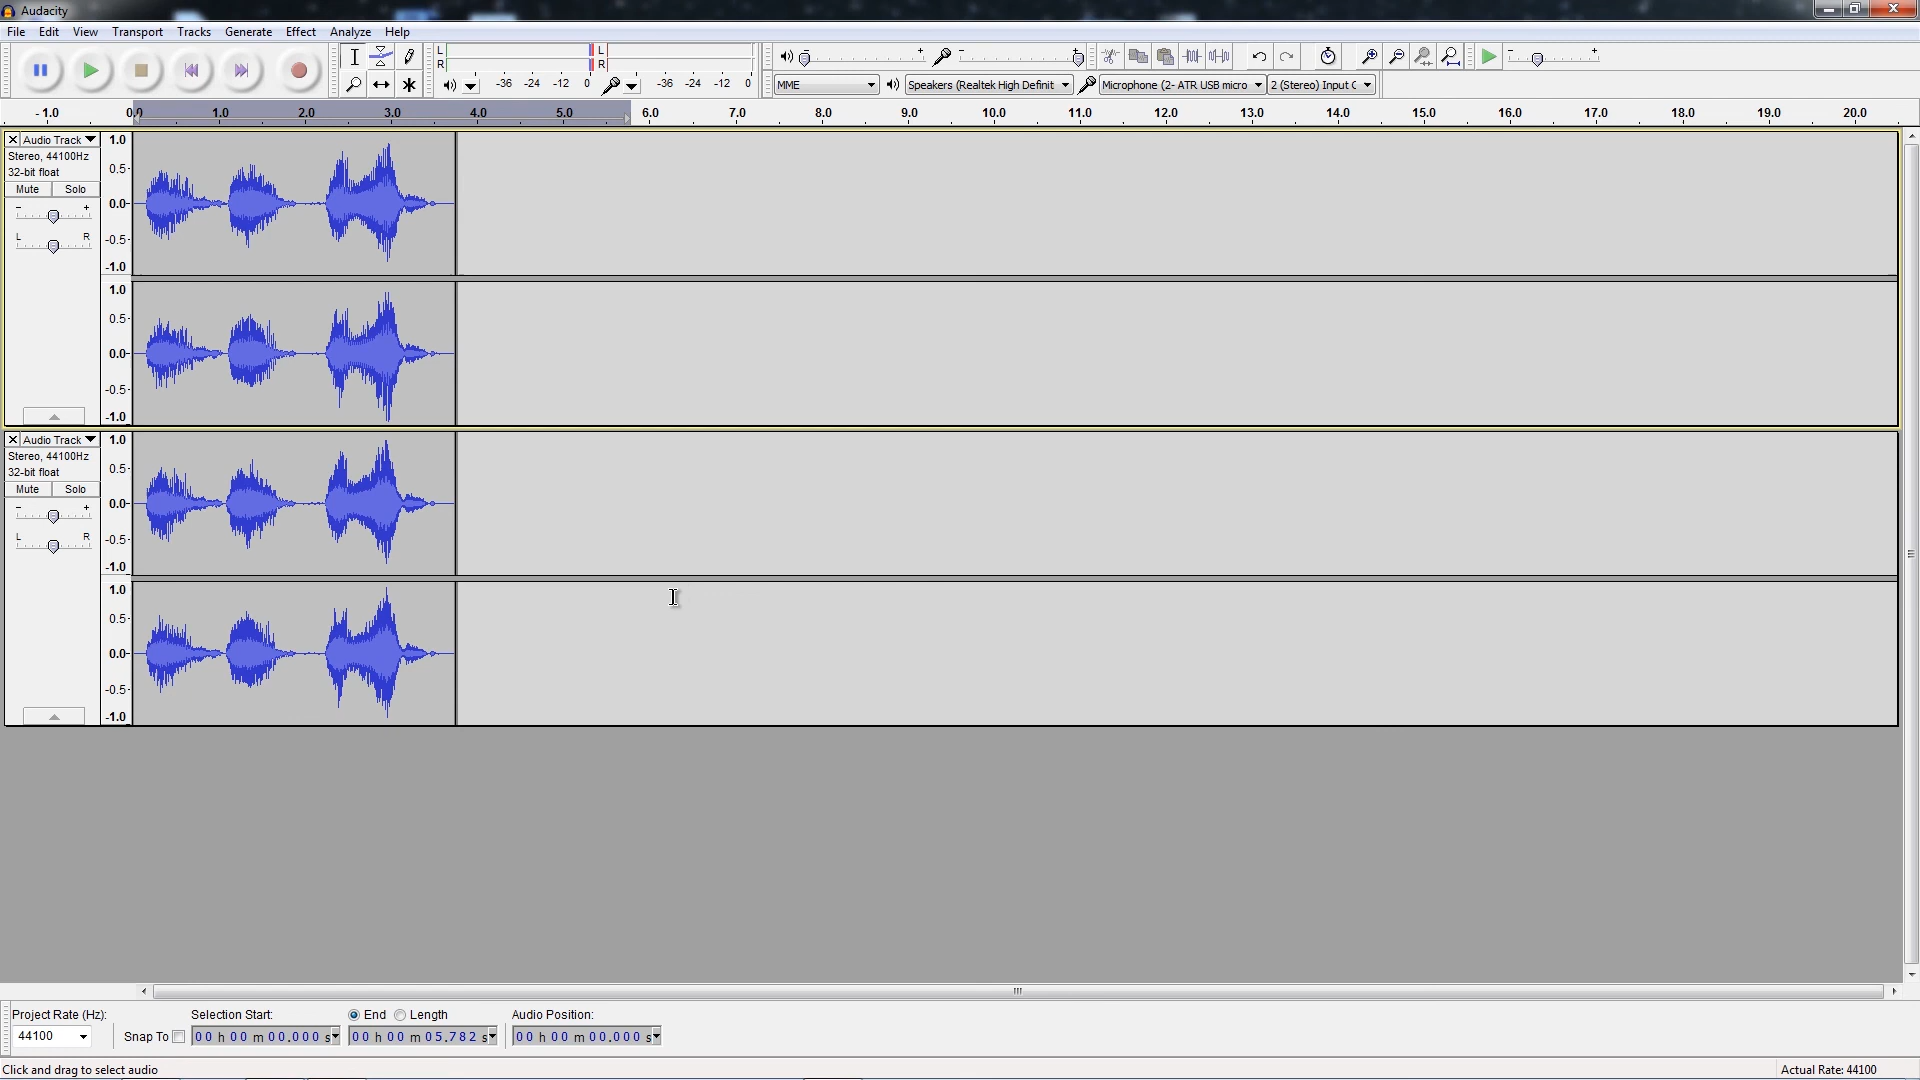 Audacity
File Edit View Transport Tracks Generate Effect Analyze Help
L R L R
-36 -24 -12 0 -36 -24 -12 0
MME Speakers (Realtek High Definit Microphone (2- ATR USB micro 2 (Stereo) Input C
-1.0 0.0 1.0 2.0 3.0 4.0 5.0 6.0 7.0 8.0 9.0 10.0 11.0 12.0 13.0 14.0 15.0 16.0 17.0 18.0 19.0 20.0
X Audio Track 1.0
Stereo, 44100Hz
32-bit float 0.5
Mute Solo
- + 0.0
L R -0.5
-1.0
1.0
0.5
0.0
-0.5
-1.0
X Audio Track 1.0
Stereo, 44100Hz
32-bit float 0.5
Mute Solo
- + 0.0
L R -0.5
-1.0
1.0
0.5
0.0
-0.5
-1.0
Project Rate (Hz): Selection Start: End Length Audio Position:
44100 Snap To 00 h 00 m 00.000 s 00 h 00 m 05.782 s 00 h 00 m 00.000 s
Click and drag to select audio Actual Rate: 44100